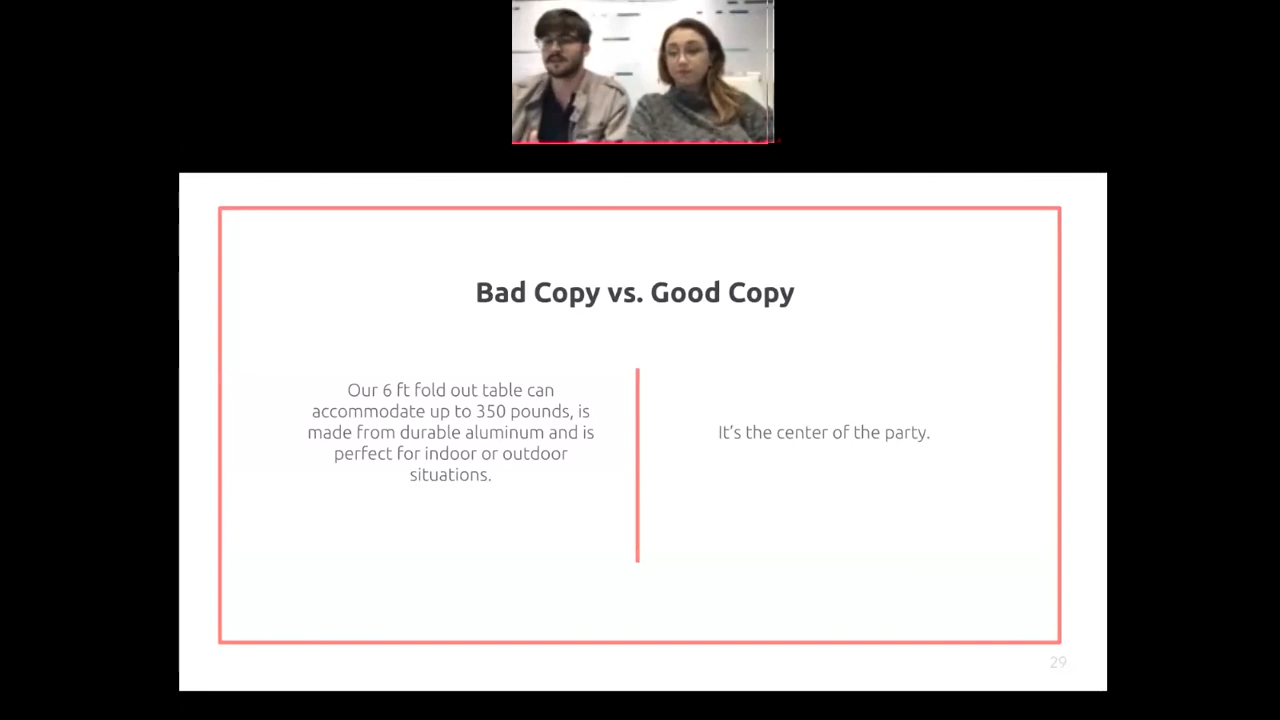 Bad Copy vs. Good Copy
Our 6 ft fold out table can
accommodate up to 350 pounds, is
made from durable aluminum and is
perfect for indoor or outdoor
situations.
It's the center of the party.
29